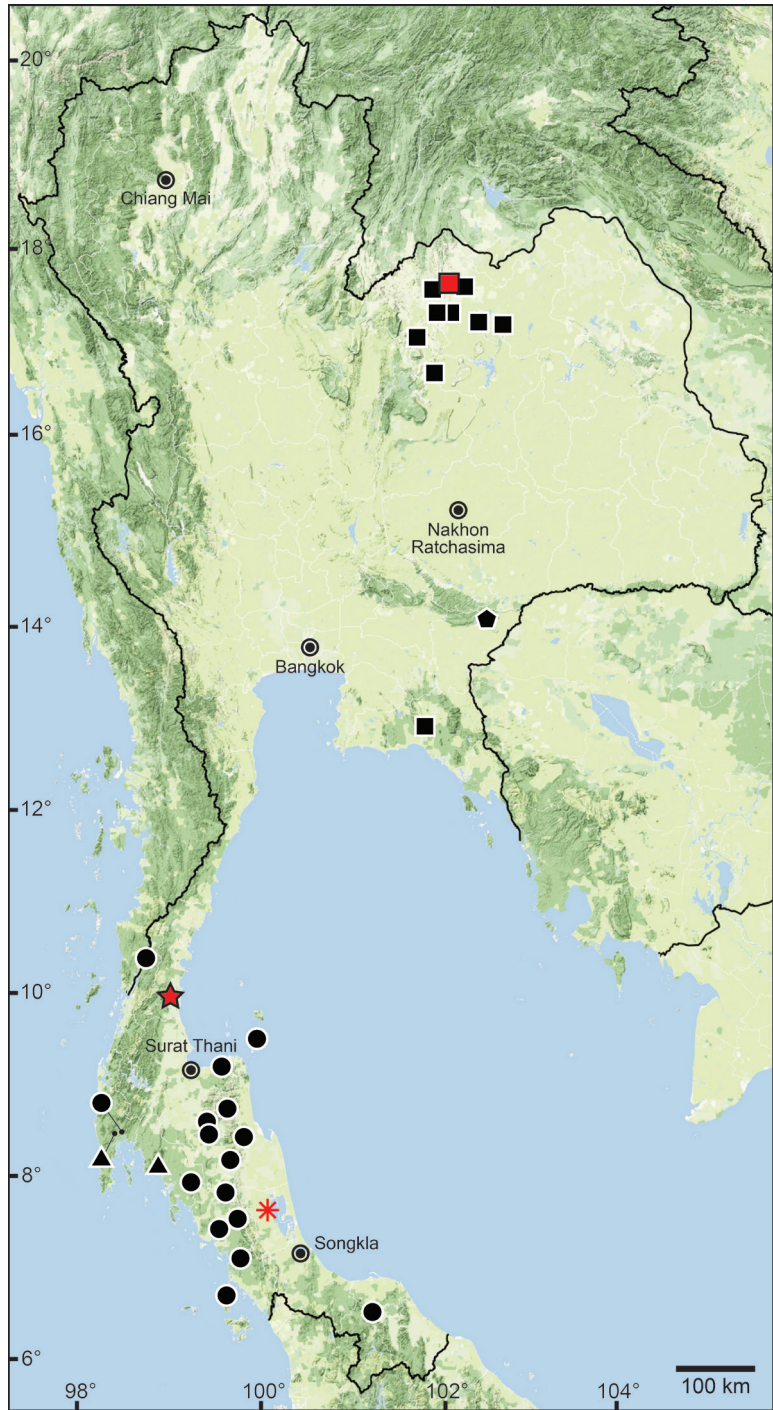 20°
Chiang Mai
18°
16°
Nakhon
Ratchasima
14°
Bangkok
12°
10°
Surat Thani
8°
Songkla
6°
98°
100°
102°
104°
100 km